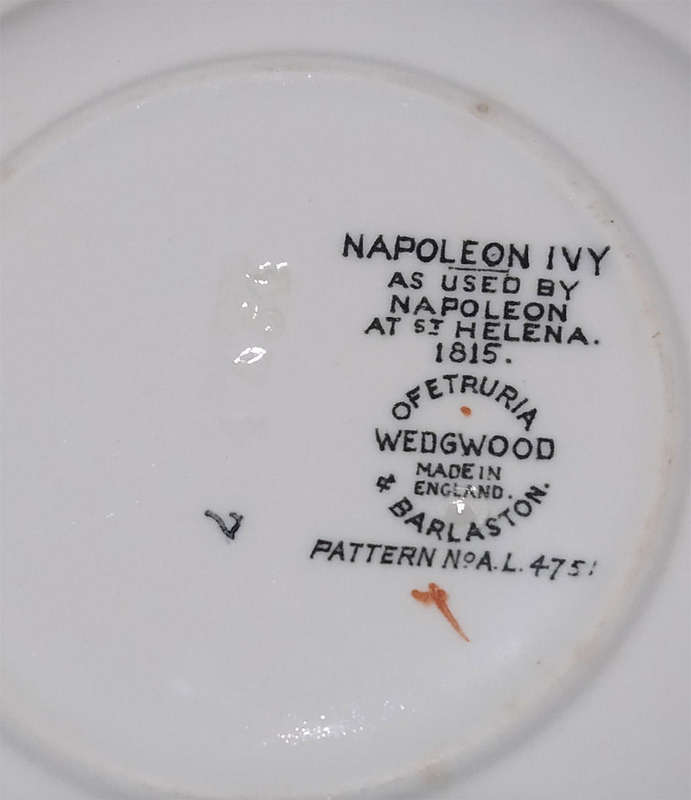 NAPOLEON IVY
AS USED BY
NAPOLEON
AT ST HELENA.
1815.
OF ETRURIA
WEDGWOOD
MADE IN
ENGLAND.
& BARLASTON.
PATTERN No A.L. 475